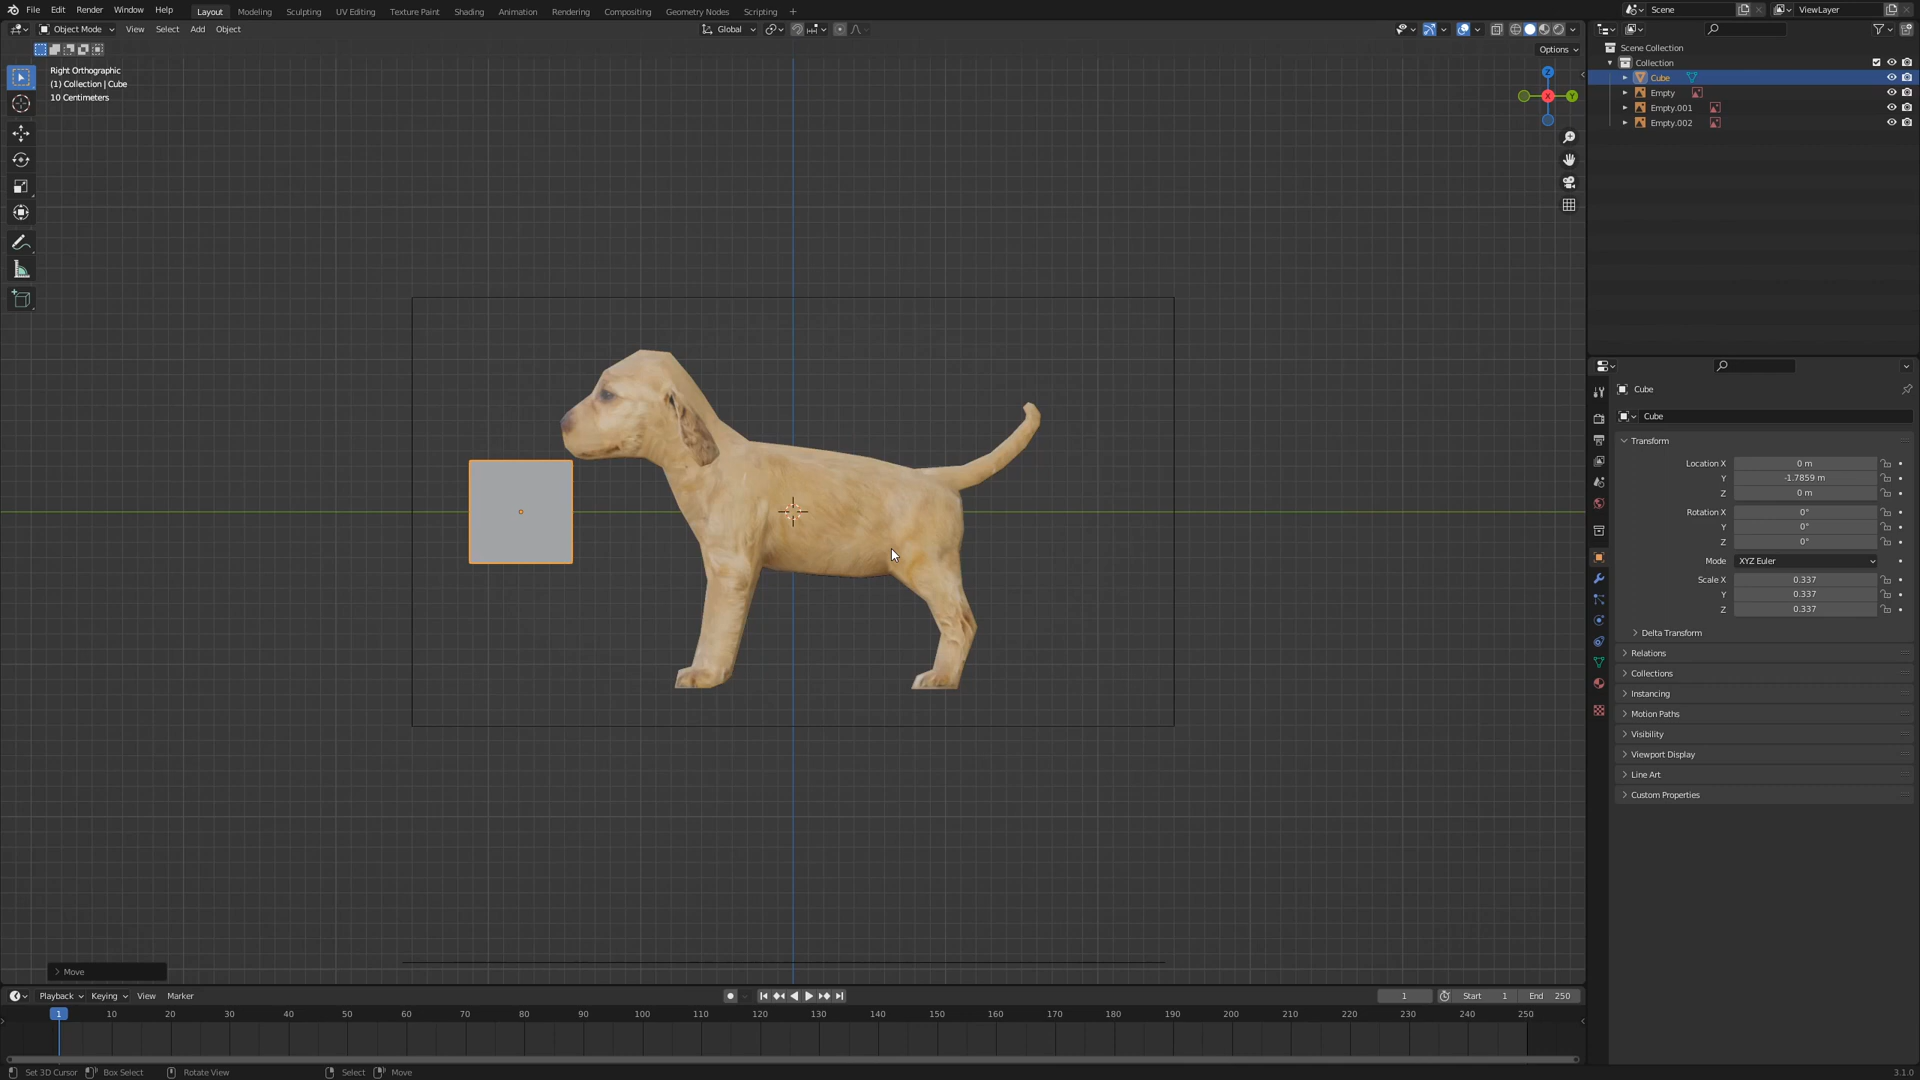 File Edit Render Window Help Layout Modeling Sculpting UV Editing Texture Paint Shading Animation Rendering Compositing Geometry Nodes Scripting + Scene ViewLayer
Object Mode View Select Add Object Global
Options
Right Orthographic
(1) Collection | Cube
10 Centimeters
Z
X
Y
Scene Collection
Collection
Cube
Empty
Empty.001
Empty.002
Cube
Cube
Transform
Location X 0 m
Y -1.7859 m
Z 0 m
Rotation X 0°
Y 0°
Z 0°
Mode XYZ Euler
Scale X 0.337
Y 0.337
Z 0.337
Delta Transform
Relations
Collections
Instancing
Motion Paths
Visibility
Viewport Display
Line Art
Custom Properties
Move
Playback Keying View Marker 1 Start 1 End 250
1 10 20 30 40 50 60 70 80 90 100 110 120 130 140 150 160 170 180 190 200 210 220 230 240 250
Set 3D Cursor Box Select Rotate View Select Move 3.1.0